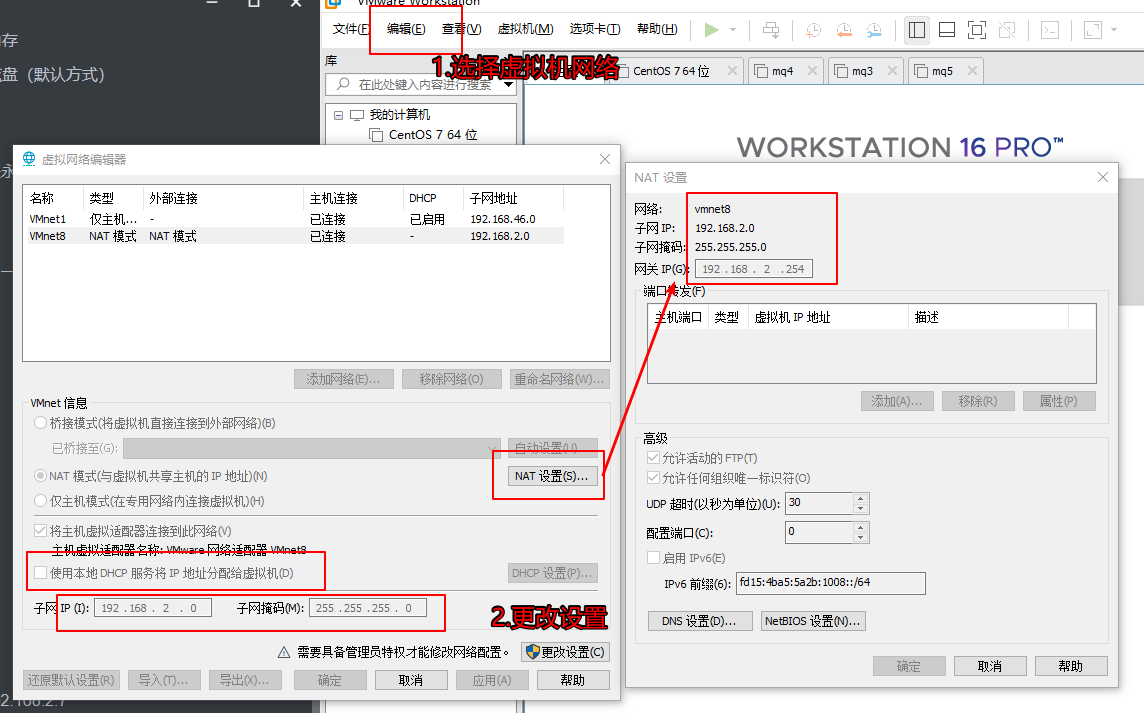 VMware Workstation
文件(F 编辑(E) 查看(V) 虚拟机(M) 选项卡(T) 帮助(H)
存
盘（默认方式）
库
1.选择虚拟机网络
在此处键入内容进行搜索
CentOS 7 64 位
mq4
mq3
mq5
我的计算机
CentOS 7 64 位
WORKSTATION 16 PRO™
永
虚拟网络编辑器
名称 类型 外部连接 主机连接 DHCP 子网地址
VMnet1 仅主机... - 已连接 已启用 192.168.46.0
VMnet8 NAT 模式 NAT 模式 已连接 - 192.168.2.0
添加网络(E)... 移除网络(O) 重命名网络(W)...
VMnet 信息
桥接模式(将虚拟机直接连接到外部网络)(B)
已桥接至(G): 自动设置(U)...
NAT 模式(与虚拟机共享主机的 IP 地址)(N) NAT 设置(S)...
仅主机模式(在专用网络内连接虚拟机)(H)
将主机虚拟适配器连接到此网络(V)
主机虚拟适配器名称: VMware 网络适配器 VMnet8
使用本地 DHCP 服务将 IP 地址分配给虚拟机(D) DHCP 设置(P)...
子网 IP (I): 192 . 168 . 2 . 0 子网掩码(M): 255 . 255 . 255 . 0
2.更改设置
需要具备管理员特权才能修改网络配置。 更改设置(C)
还原默认设置(R) 导入(T)... 导出(X)... 确定 取消 应用(A) 帮助
2.168.2.7
NAT 设置
网络: vmnet8
子网 IP: 192.168.2.0
子网掩码: 255.255.255.0
网关 IP(G): 192 . 168 . 2 . 254
端口转发(F)
主机端口 类型 虚拟机 IP 地址 描述
添加(A)... 移除(R) 属性(P)
高级
允许活动的 FTP(T)
允许任何组织唯一标识符(O)
UDP 超时(以秒为单位)(U): 30
配置端口(C): 0
启用 IPv6(E)
IPv6 前缀(6): fd15:4ba5:5a2b:1008::/64
DNS 设置(D)... NetBIOS 设置(N)...
确定 取消 帮助